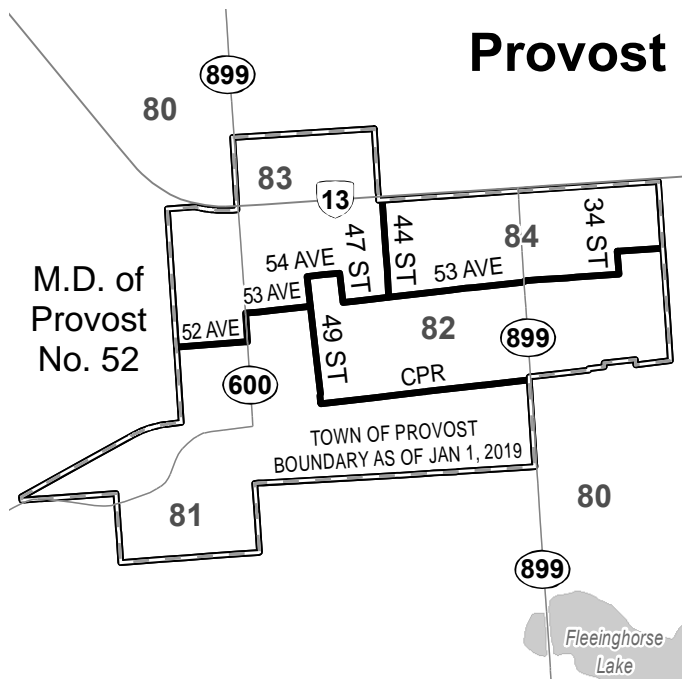 Provost
899
80
83
13
47 ST
44 ST
34 ST
84
54 AVE
53 AVE
53 AVE
M.D. of
Provost
No. 52
52 AVE
49 ST
82
899
600
CPR
TOWN OF PROVOST
BOUNDARY AS OF JAN 1, 2019
81
80
899
Fleeinghorse
Lake